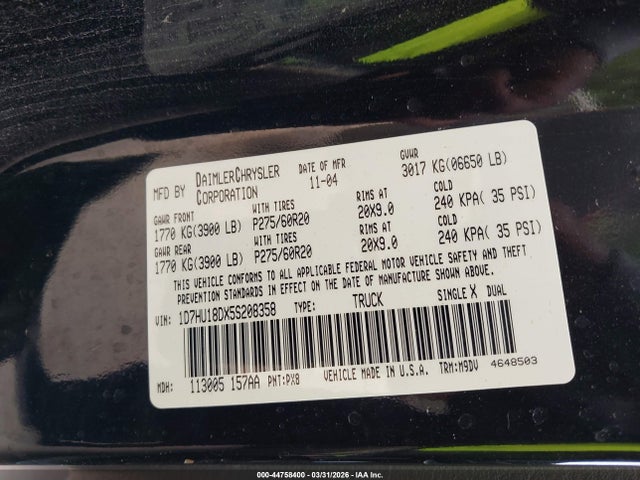 MFD BY DAIMLERCHRYSLER CORPORATION
DATE OF MFR 11-04
GVWR 3017 KG(06650 LB)
GAWR FRONT WITH TIRES RIMS AT COLD
1770 KG(3900 LB) P275/60R20 20X9.0 240 KPA( 35 PSI)
GAWR REAR WITH TIRES RIMS AT COLD
1770 KG(3900 LB) P275/60R20 20X9.0 240 KPA( 35 PSI)
THIS VEHICLE CONFORMS TO ALL APPLICABLE FEDERAL MOTOR VEHICLE SAFETY AND THEFT
PREVENTION STANDARDS IN EFFECT ON THE DATE OF MANUFACTURE SHOWN ABOVE.
VIN: 1D7HU18DX5S208358 TYPE: TRUCK SINGLE X DUAL
MDH: 113005 157AA PNT:PX8 VEHICLE MADE IN U.S.A. TRM:M9DV 4648503
000-44758400 - 03/31/2026 - IAA Inc.